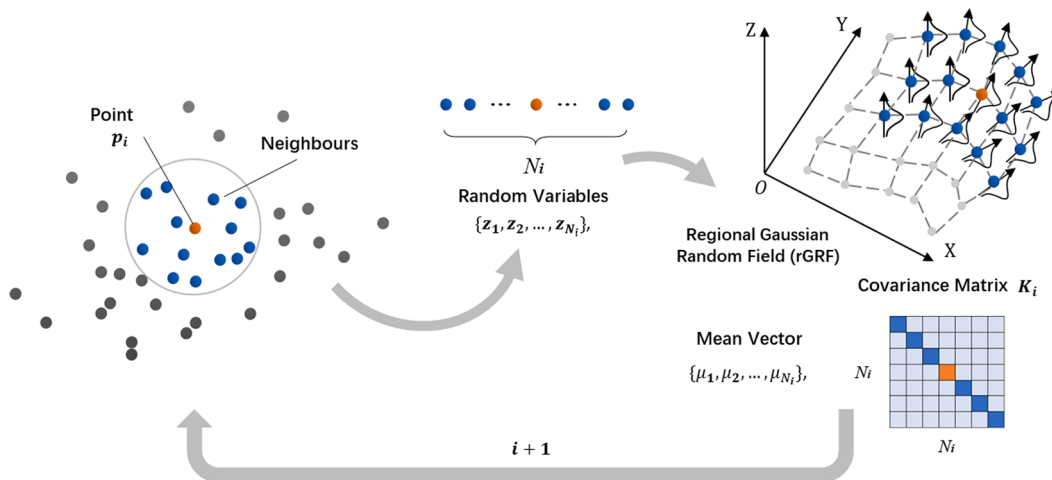 Point
p_i
Neighbours
...
...
N_i
Random Variables
{z_1, z_2, ..., z_{N_i}},
Z
Y
O
X
Regional Gaussian
Random Field (rGRF)
Covariance Matrix K_i
Mean Vector
{μ_1, μ_2, ..., μ_{N_i}},
N_i
N_i
i + 1